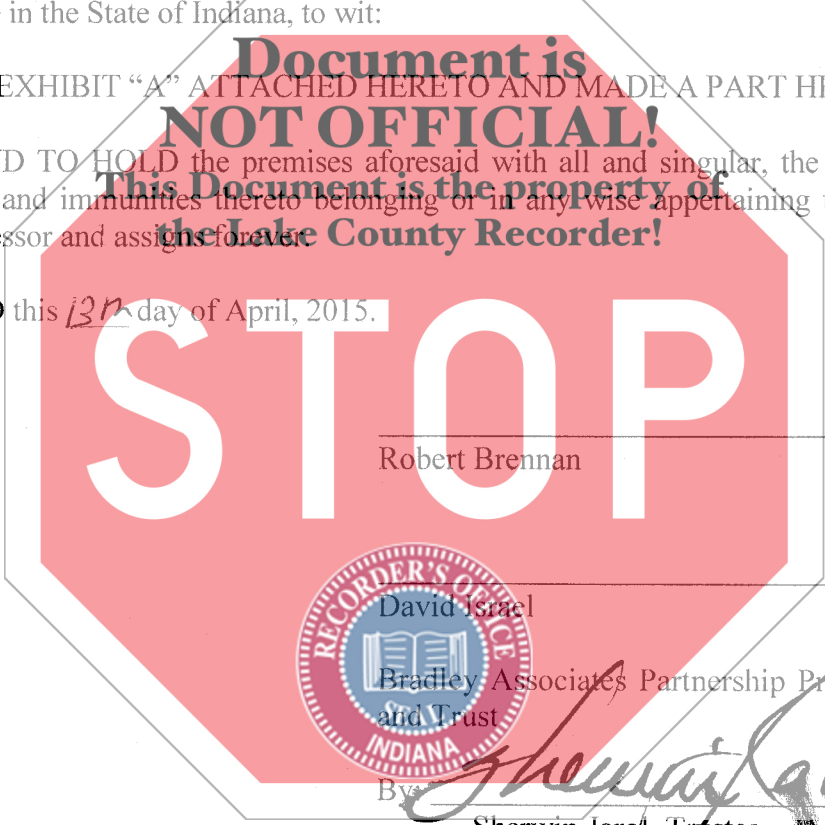 in the State of Indiana, to wit:
Document is
EXHIBIT “A” ATTACHED HERETO AND MADE A PART
NOT OFFICIAL!
TO HOLD the premises aforesaid with all and singular, the
This Document is the property of
and immunities thereto belonging or in any wise appertaining
the Lake County Recorder!
and assigns forever.
this 13th day of April, 2015.
STOP
Robert Brennan
RECORDER'S OFFICE
David Israel
Bradley Associates Partnership
SEAL
and Trust
INDIANA
By: